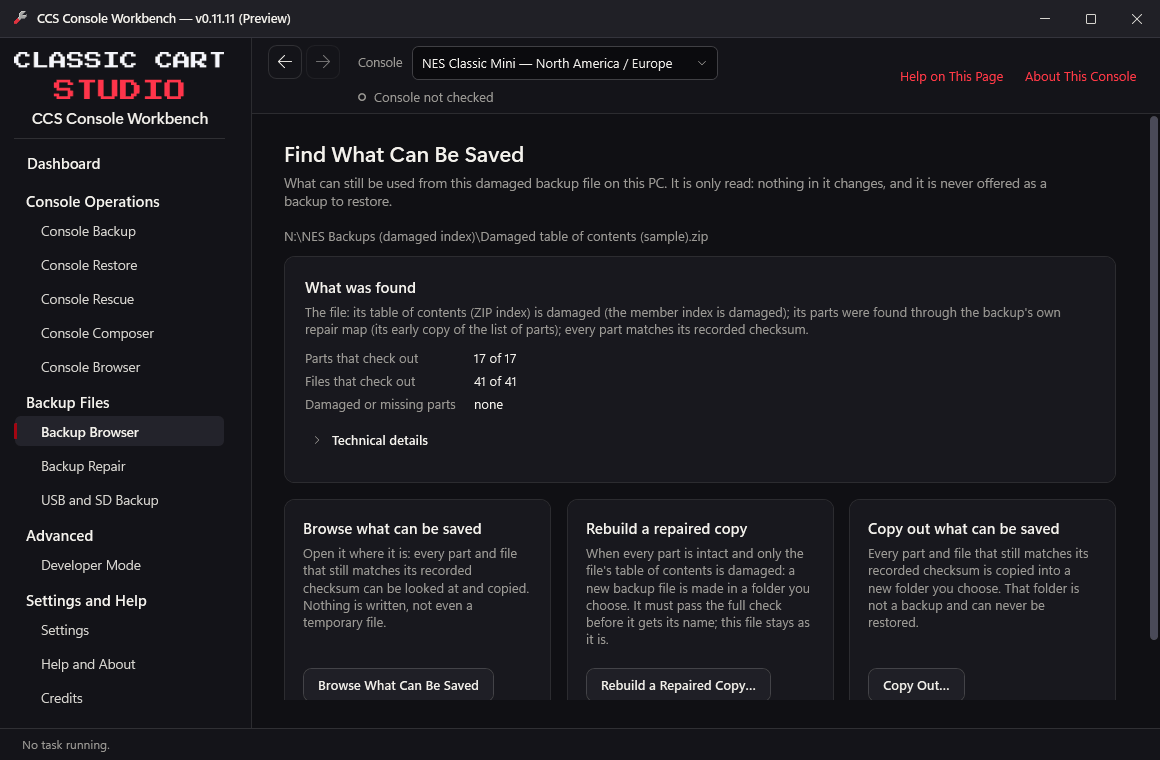 CCS Console Workbench — v0.11.11 (Preview)
CLASSIC CART
STUDIO
CCS Console Workbench
Dashboard
Console Operations
Console Backup
Console Restore
Console Rescue
Console Composer
Console Browser
Backup Files
Backup Browser
Backup Repair
USB and SD Backup
Advanced
Developer Mode
Settings and Help
Settings
Help and About
Credits
Console
NES Classic Mini — North America / Europe
Console not checked
Help on This Page
About This Console
Find What Can Be Saved
What can still be used from this damaged backup file on this PC. It is only read: nothing in it changes, and it is never offered as a
backup to restore.
N:\NES Backups (damaged index)\Damaged table of contents (sample).zip
What was found
The file: its table of contents (ZIP index) is damaged (the member index is damaged); its parts were found through the backup's own
repair map (its early copy of the list of parts); every part matches its recorded checksum.
Parts that check out 17 of 17
Files that check out 41 of 41
Damaged or missing parts none
Technical details
Browse what can be saved
Open it where it is: every part and file
that still matches its recorded
checksum can be looked at and copied.
Nothing is written, not even a
temporary file.
Browse What Can Be Saved
Rebuild a repaired copy
When every part is intact and only the
file's table of contents is damaged: a
new backup file is made in a folder you
choose. It must pass the full check
before it gets its name; this file stays as
it is.
Rebuild a Repaired Copy...
Copy out what can be saved
Every part and file that still matches its
recorded checksum is copied into a
new folder you choose. That folder is
not a backup and can never be
restored.
Copy Out...
No task running.